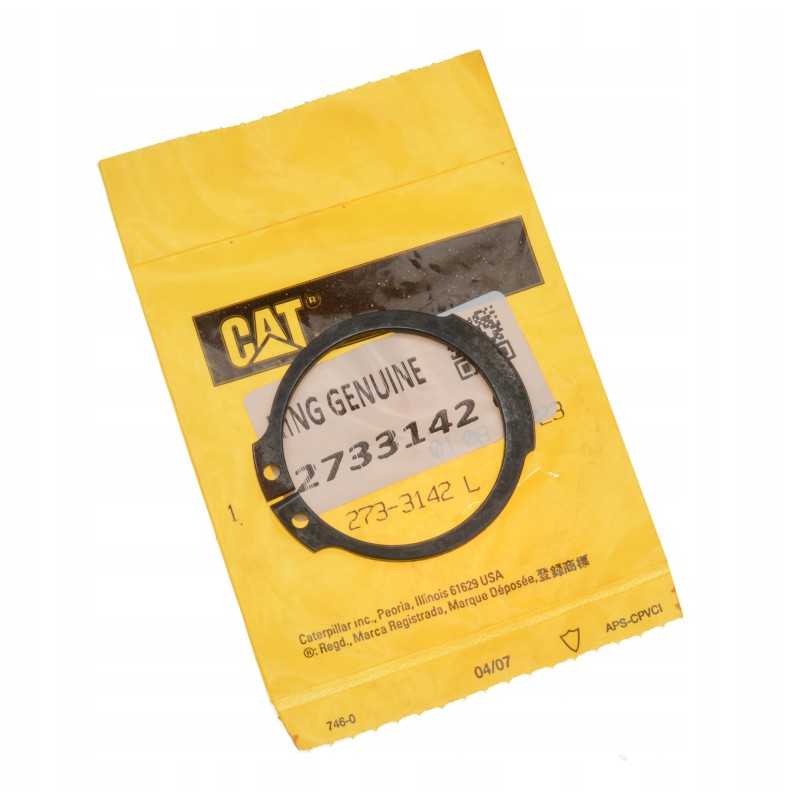 CAT®
RING GENUINE
2733142
1
273-3142 L
Caterpillar Inc., Peoria, Illinois 61629 USA
®: Regd., Marca Registrada, Marque Déposée, 登録商標
746-0
04/07
APS-CPVCI